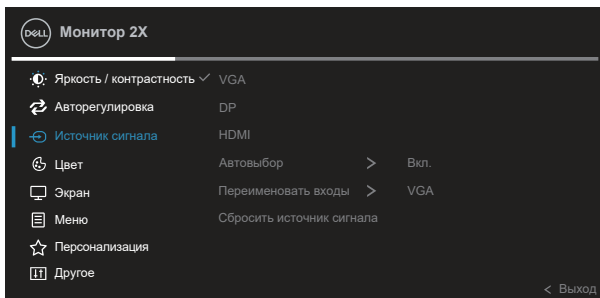 DELL Монитор 2X
Яркость / контрастность ✓ VGA
Авторегулировка DP
Источник сигнала HDMI
Цвет Автовыбор > Вкл.
Экран Переименовать входы > VGA
Меню Сбросить источник сигнала
Персонализация
Другое
< Выход